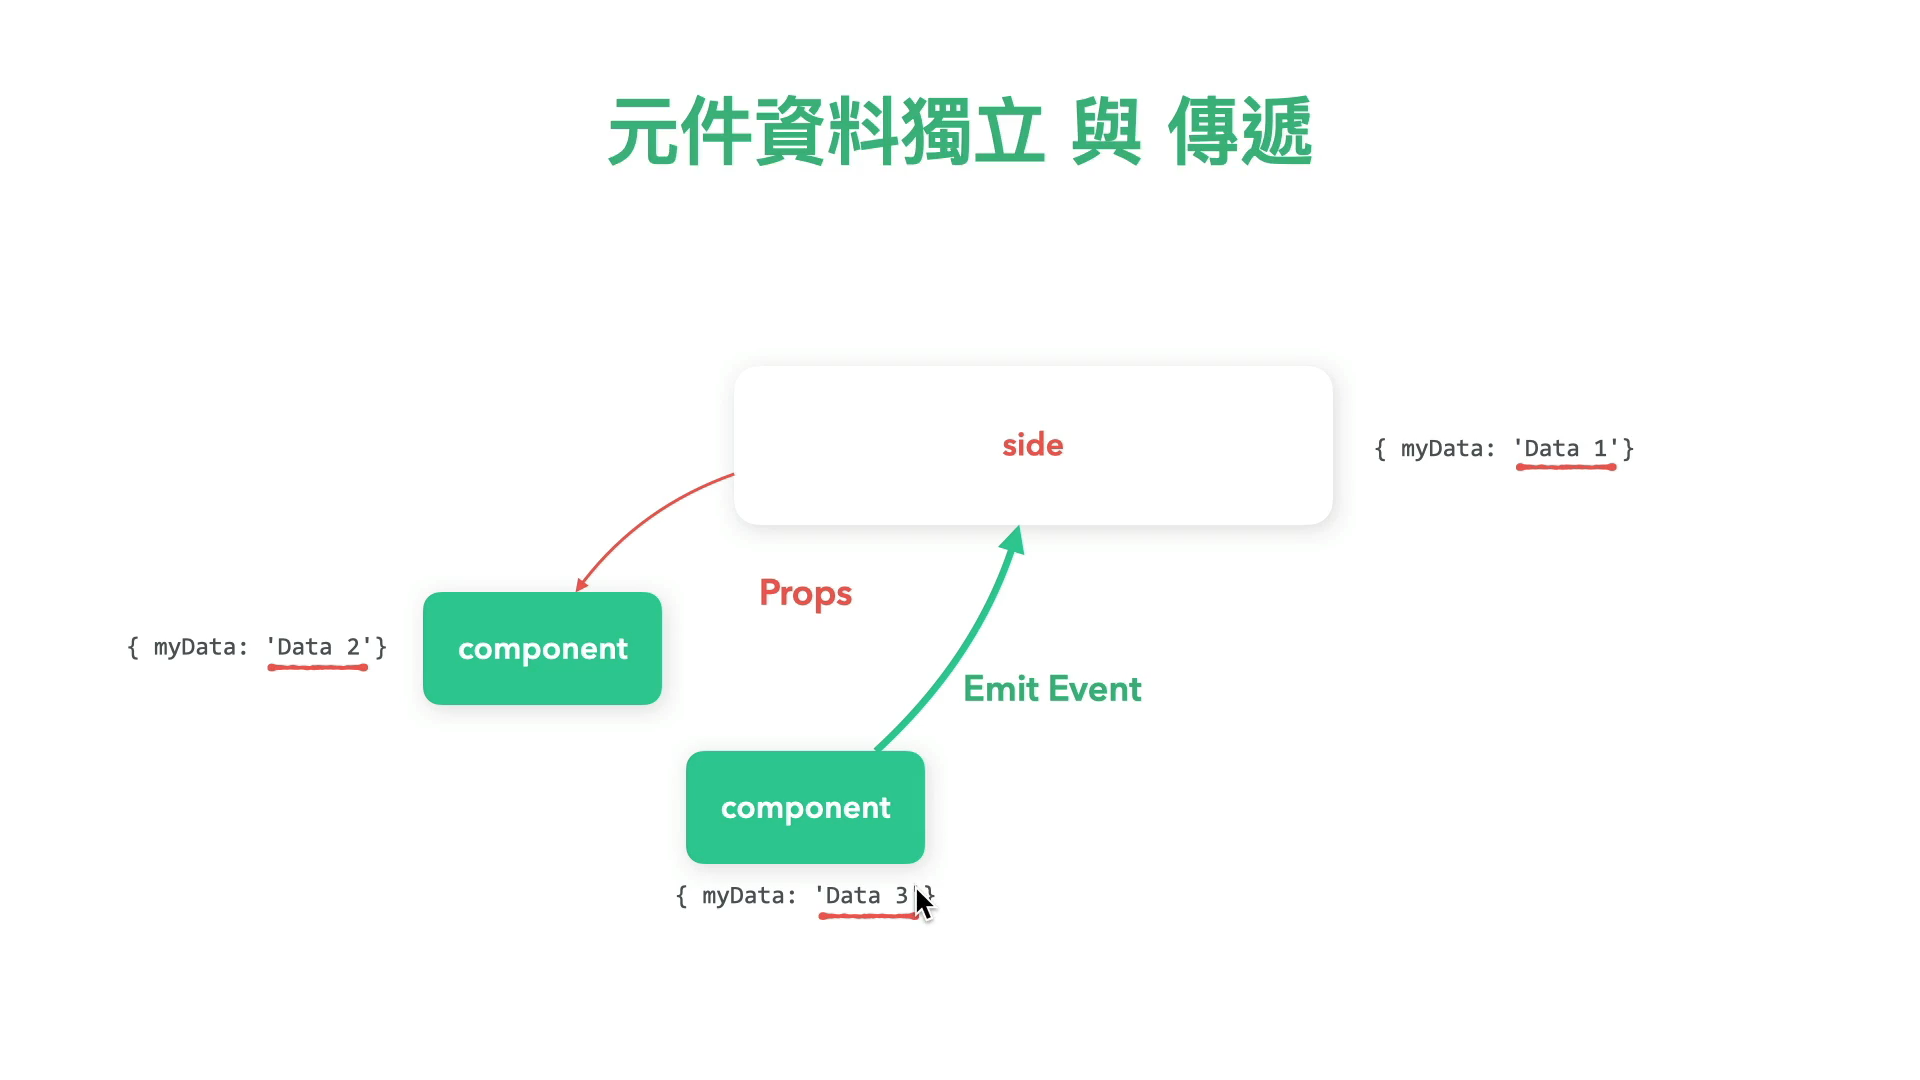 元件資料獨立 與 傳遞
side
{ myData: 'Data 1'}
Props
{ myData: 'Data 2'}
component
Emit Event
component
{ myData: 'Data 3'}